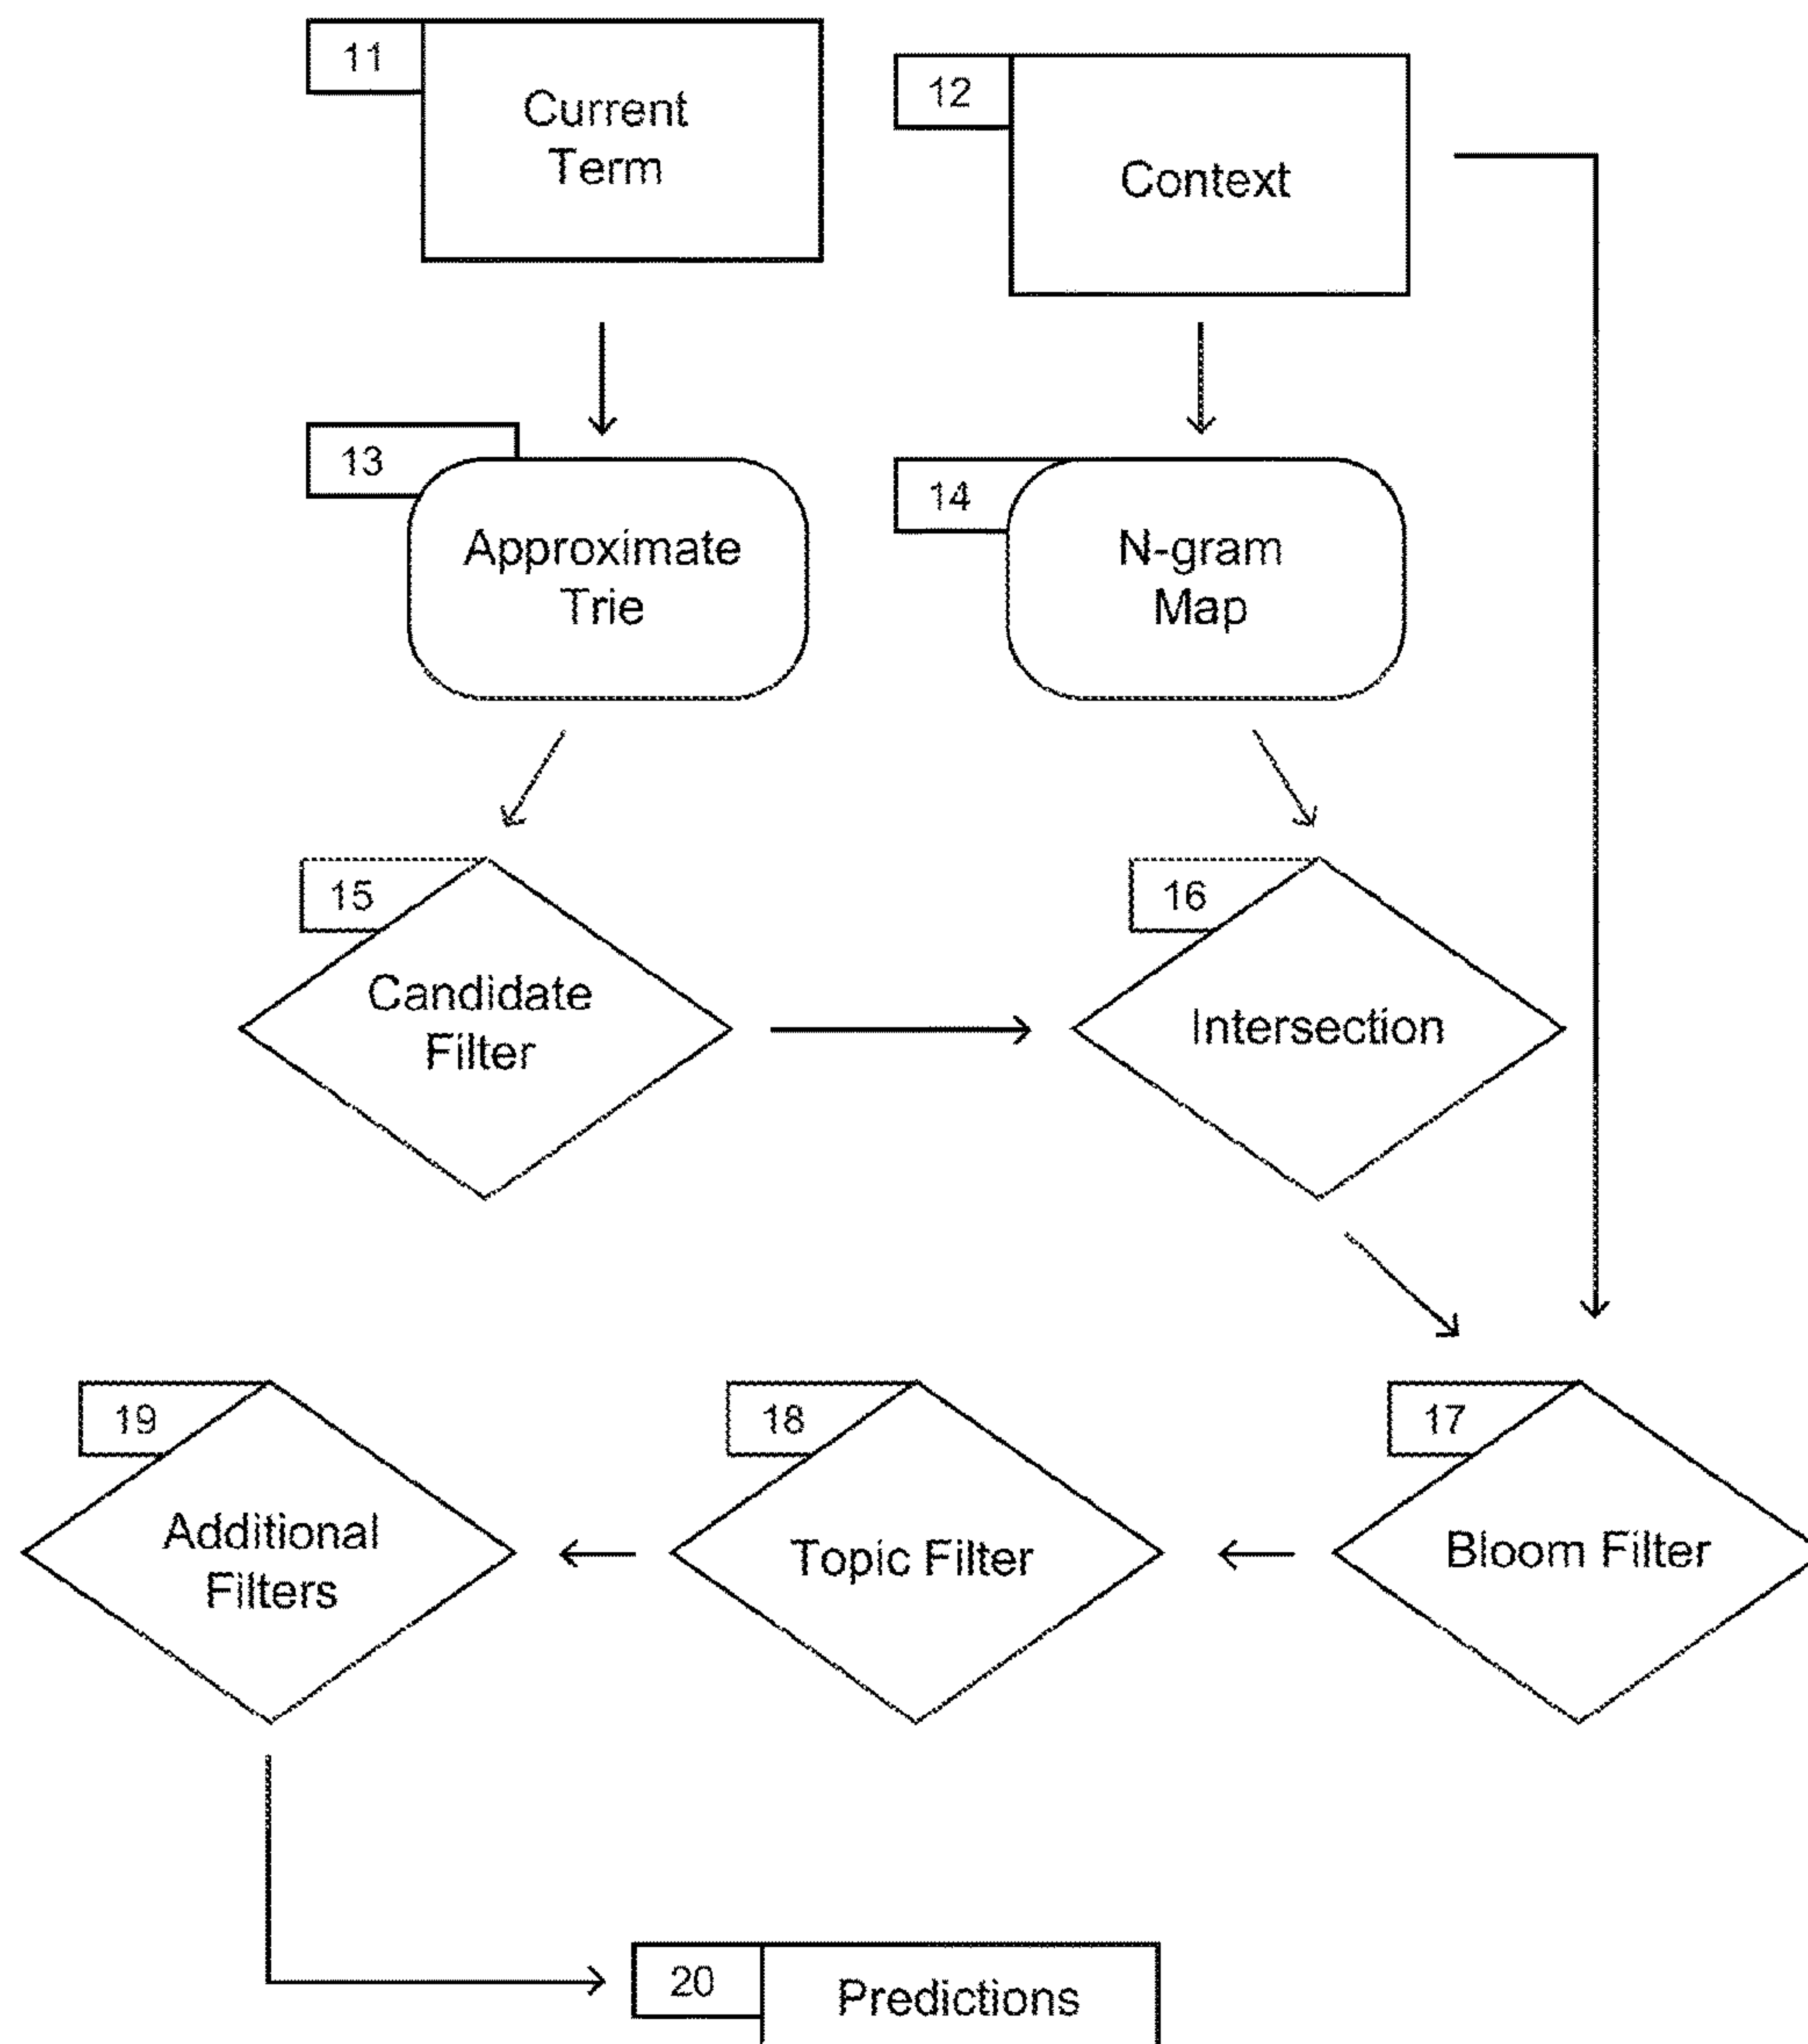 11
Current
Term
12
Context
13
Approximate
Trie
14
N-gram
Map
15
Candidate
Filter
16
Intersection
19
Additional
Filters
18
Topic Filter
17
Bloom Filter
20
Predictions